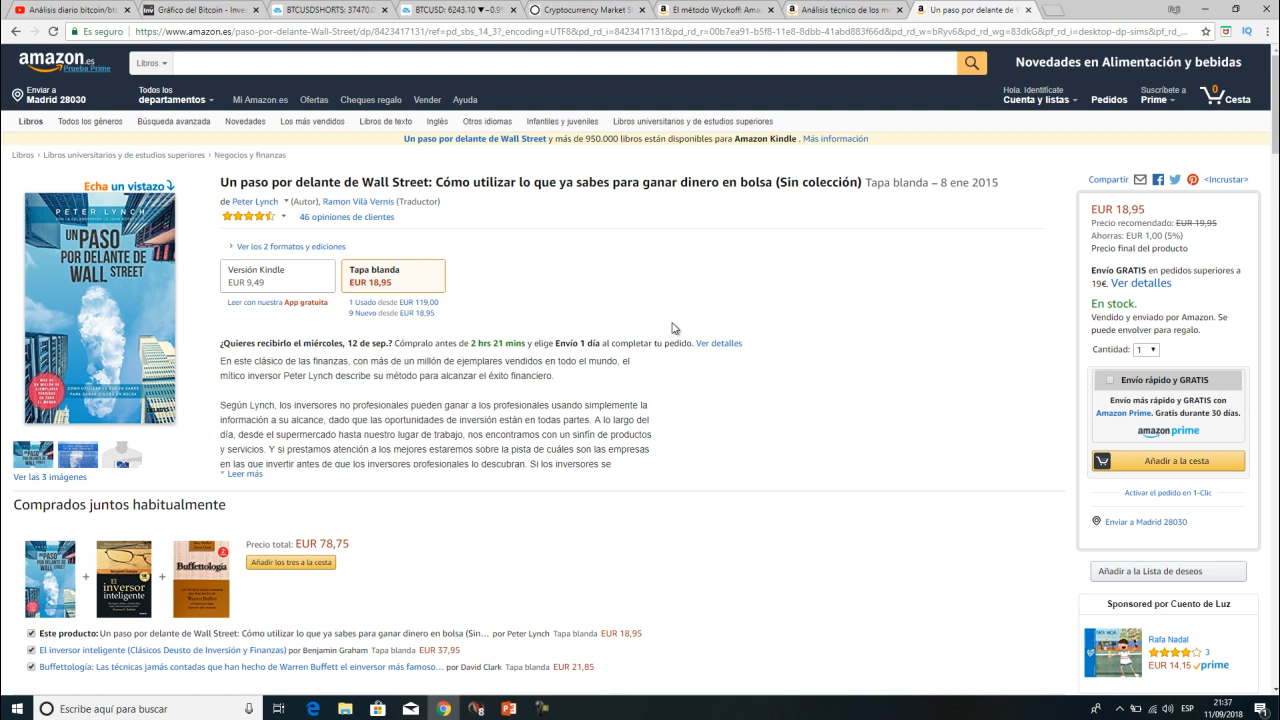 Análisis diario bitcoin/bt
Gráfico del Bitcoin - Inves
BTCUSDSHORTS: 37470.0
BTCUSD: 6243.10 ▼−0.9
Cryptocurrency Market S
El método Wyckoff: Amaz
Análisis técnico de los m
Un paso por delante de W
Es seguro
https://www.amazon.es/paso-por-delante-Wall-Street/dp/8423417131/ref=pd_sbs_14_3?_encoding=UTF8&pd_rd_i=8423417131&pd_rd_r=00b7ea91-b5f8-11e8-8dbb-41abd883f66d&pd_rd_w=bRyv6&pd_rd_wg=83dkG&pf_rd_i=desktop-dp-sims&pf_rd_...
amazon.es
Prueba Prime
Libros
Novedades en Alimentación y bebidas
Enviar a
Madrid 28030
Todos los
departamentos
Mi Amazon.es
Ofertas
Cheques regalo
Vender
Ayuda
Hola. Identifícate
Cuenta y listas
Pedidos
Suscríbete a
Prime
0
Cesta
Libros
Todos los géneros
Búsqueda avanzada
Novedades
Los más vendidos
Libros de texto
Inglés
Otros idiomas
Infantiles y juveniles
Libros universitarios y de estudios superiores
Un paso por delante de Wall Street y más de 950.000 libros están disponibles para Amazon Kindle . Más información
Libros › Libros universitarios y de estudios superiores › Negocios y finanzas
Echa un vistazo
PETER LYNCH
UN PASO
POR DELANTE DE
WALL STREET
Un paso por delante de Wall Street: Cómo utilizar lo que ya sabes para ganar dinero en bolsa (Sin colección) Tapa blanda – 8 ene 2015
de Peter Lynch (Autor), Ramon Vilà Vernis (Traductor)
46 opiniones de clientes
Ver los 2 formatos y ediciones
Versión Kindle
EUR 9,49
Tapa blanda
EUR 18,95
Leer con nuestra App gratuita
1 Usado desde EUR 119,00
9 Nuevo desde EUR 18,95
¿Quieres recibirlo el miércoles, 12 de sep.? Cómpralo antes de 2 hrs 21 mins y elige Envío 1 día al completar tu pedido. Ver detalles
En este clásico de las finanzas, con más de un millón de ejemplares vendidos en todo el mundo, el
mítico inversor Peter Lynch describe su método para alcanzar el éxito financiero.
Según Lynch, los inversores no profesionales pueden ganar a los profesionales usando simplemente la
información a su alcance, dado que las oportunidades de inversión están en todas partes. A lo largo del
día, desde el supermercado hasta nuestro lugar de trabajo, nos encontramos con un sinfín de productos
y servicios. Y si prestamos atención a los mejores estaremos sobre la pista de cuáles son las empresas
en las que invertir antes de que los inversores profesionales lo descubran. Si los inversores se
Leer más
Ver las 3 imágenes
Compartir
<Incrustar>
EUR 18,95
Precio recomendado: EUR 19,95
Ahorras: EUR 1,00 (5%)
Precio final del producto
Envío GRATIS en pedidos superiores a
19€. Ver detalles
En stock.
Vendido y enviado por Amazon. Se
puede envolver para regalo.
Cantidad: 1
Envío rápido y GRATIS
Envío más rápido y GRATIS con
Amazon Prime. Gratis durante 30 días.
amazon prime
Añadir a la cesta
Activar el pedido en 1-Clic
Enviar a Madrid 28030
Añadir a la Lista de deseos
Sponsored por Cuento de Luz
Rafa Nadal
3
EUR 14,15 prime
Comprados juntos habitualmente
El
inversor
inteligente
Buffettología
Precio total: EUR 78,75
Añadir los tres a la cesta
Este producto: Un paso por delante de Wall Street: Cómo utilizar lo que ya sabes para ganar dinero en bolsa (Sin... por Peter Lynch Tapa blanda EUR 18,95
El inversor inteligente (Clásicos Deusto de Inversión y Finanzas) por Benjamin Graham Tapa blanda EUR 37,95
Buffettología: Las técnicas jamás contadas que han hecho de Warren Buffett el einversor más famoso... por David Clark Tapa blanda EUR 21,85
Escribe aquí para buscar
ESP
21:37
11/09/2018